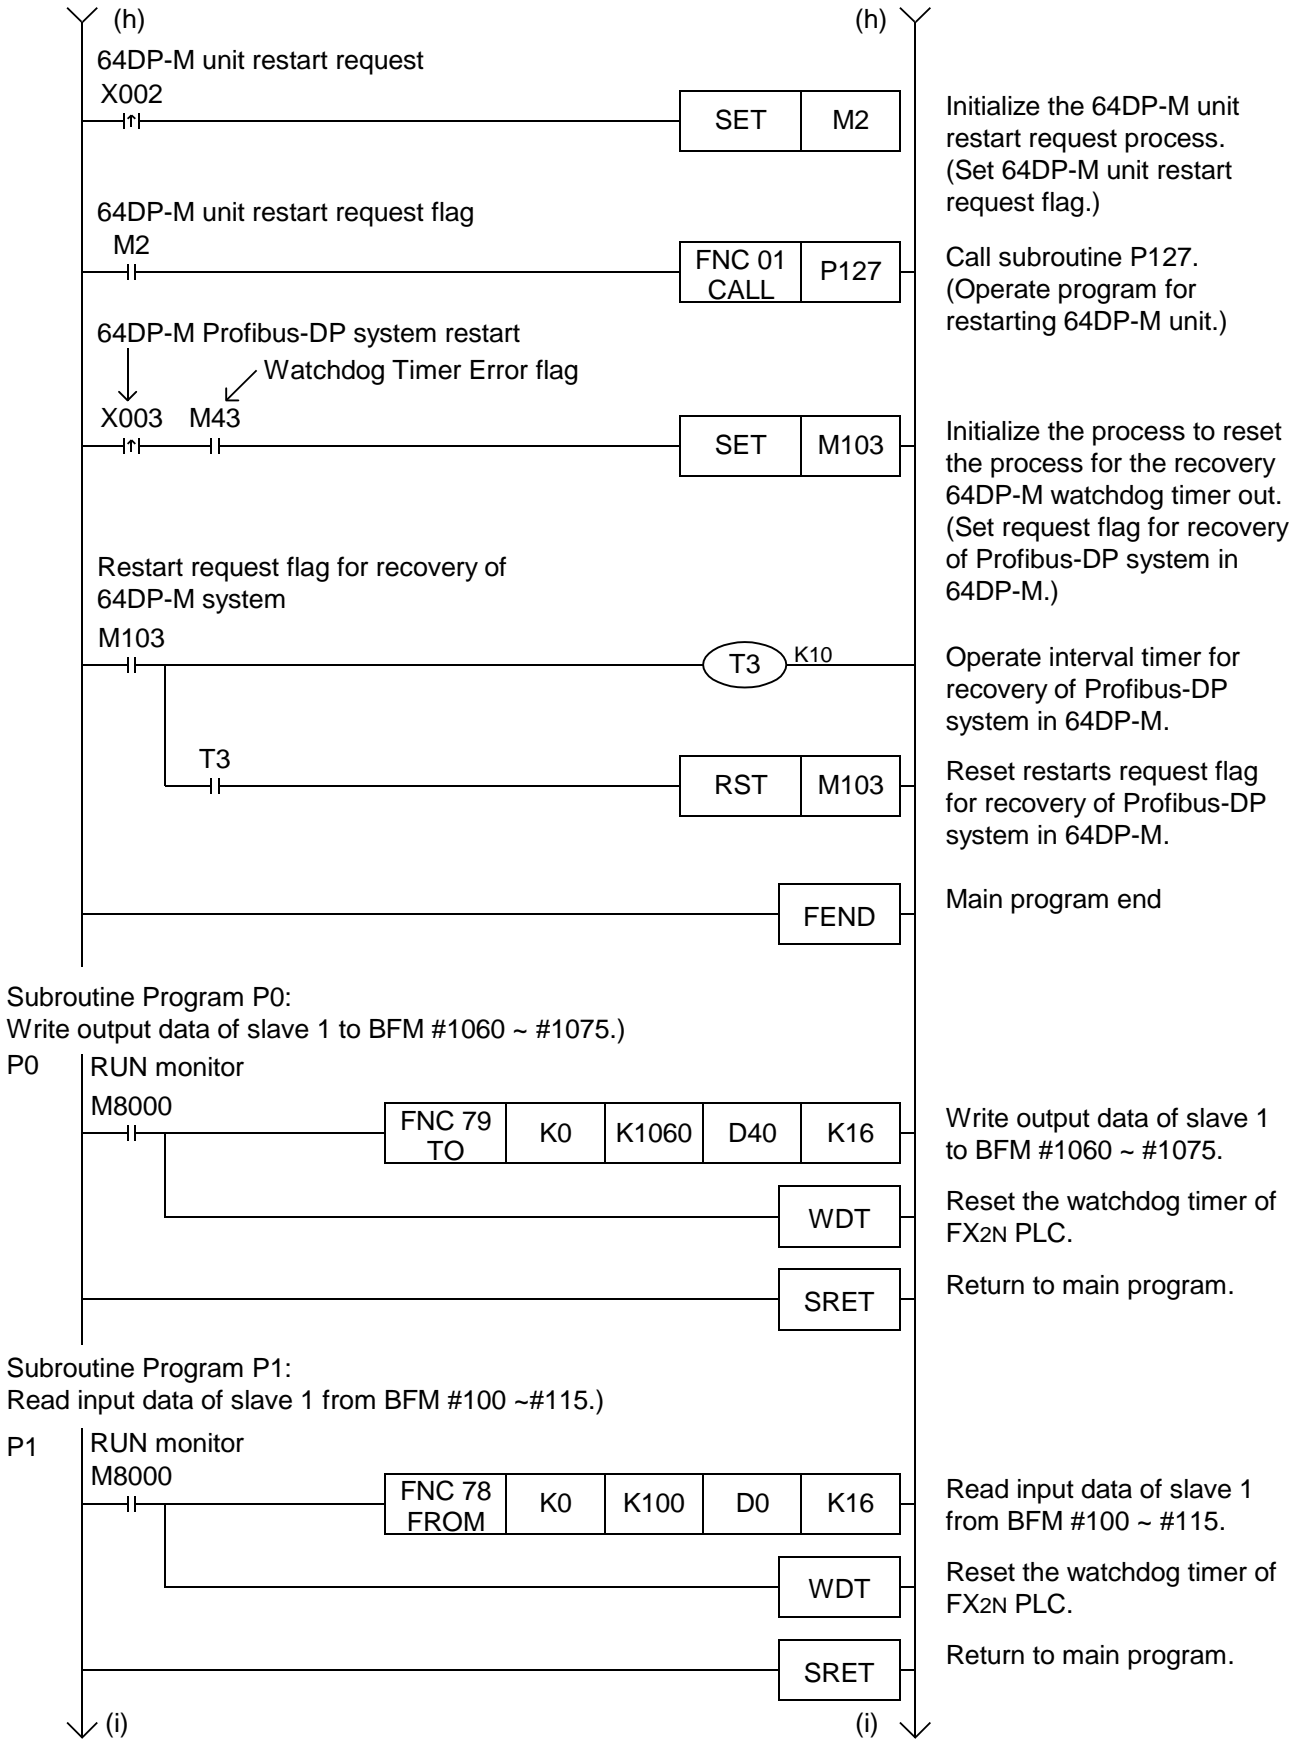 (h) (h)
64DP-M unit restart request
X002
SET M2
Initialize the 64DP-M unit
restart request process.
(Set 64DP-M unit restart
request flag.)
64DP-M unit restart request flag
M2
FNC 01
CALL
P127
Call subroutine P127.
(Operate program for
restarting 64DP-M unit.)
64DP-M Profibus-DP system restart
Watchdog Timer Error flag
X003 M43
SET M103
Initialize the process to reset
the process for the recovery
64DP-M watchdog timer out.
(Set request flag for recovery
of Profibus-DP system in
64DP-M.)
Restart request flag for recovery of
64DP-M system
M103
T3 K10
Operate interval timer for
recovery of Profibus-DP
system in 64DP-M.
T3
RST M103
Reset restarts request flag
for recovery of Profibus-DP
system in 64DP-M.
FEND
Main program end
Subroutine Program P0:
Write output data of slave 1 to BFM #1060 ~ #1075.)
P0 RUN monitor
M8000
FNC 79
TO
K0 K1060 D40 K16
Write output data of slave 1
to BFM #1060 ~ #1075.
WDT
Reset the watchdog timer of
FX2N PLC.
SRET
Return to main program.
Subroutine Program P1:
Read input data of slave 1 from BFM #100 ~#115.)
P1 RUN monitor
M8000
FNC 78
FROM
K0 K100 D0 K16
Read input data of slave 1
from BFM #100 ~ #115.
WDT
Reset the watchdog timer of
FX2N PLC.
SRET
Return to main program.
(i) (i)